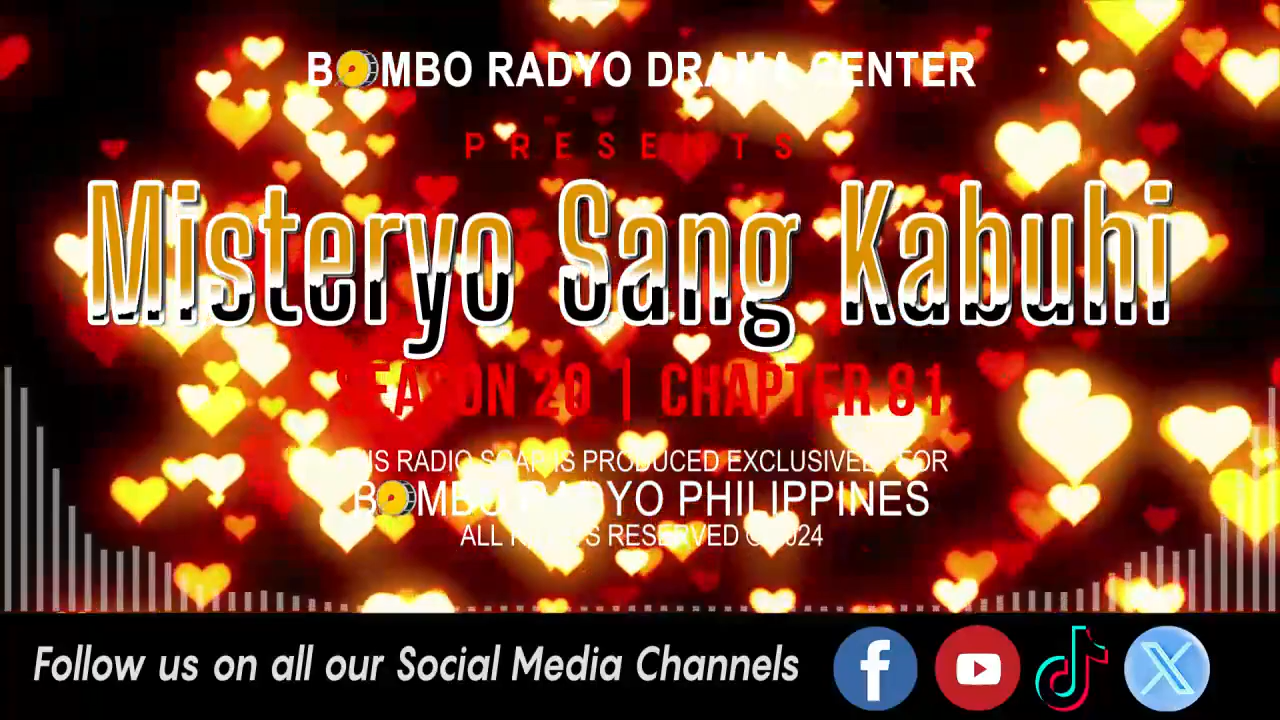 BOMBO RADYO DRAMA CENTER
PRESENTS
Misteryo Sang Kabuhi
SEASON 20 | CHAPTER 81
THIS RADIO SOAP IS PRODUCED EXCLUSIVELY FOR
BOMBO RADYO PHILIPPINES
ALL RIGHTS RESERVED © 2024
Follow us on all our Social Media Channels